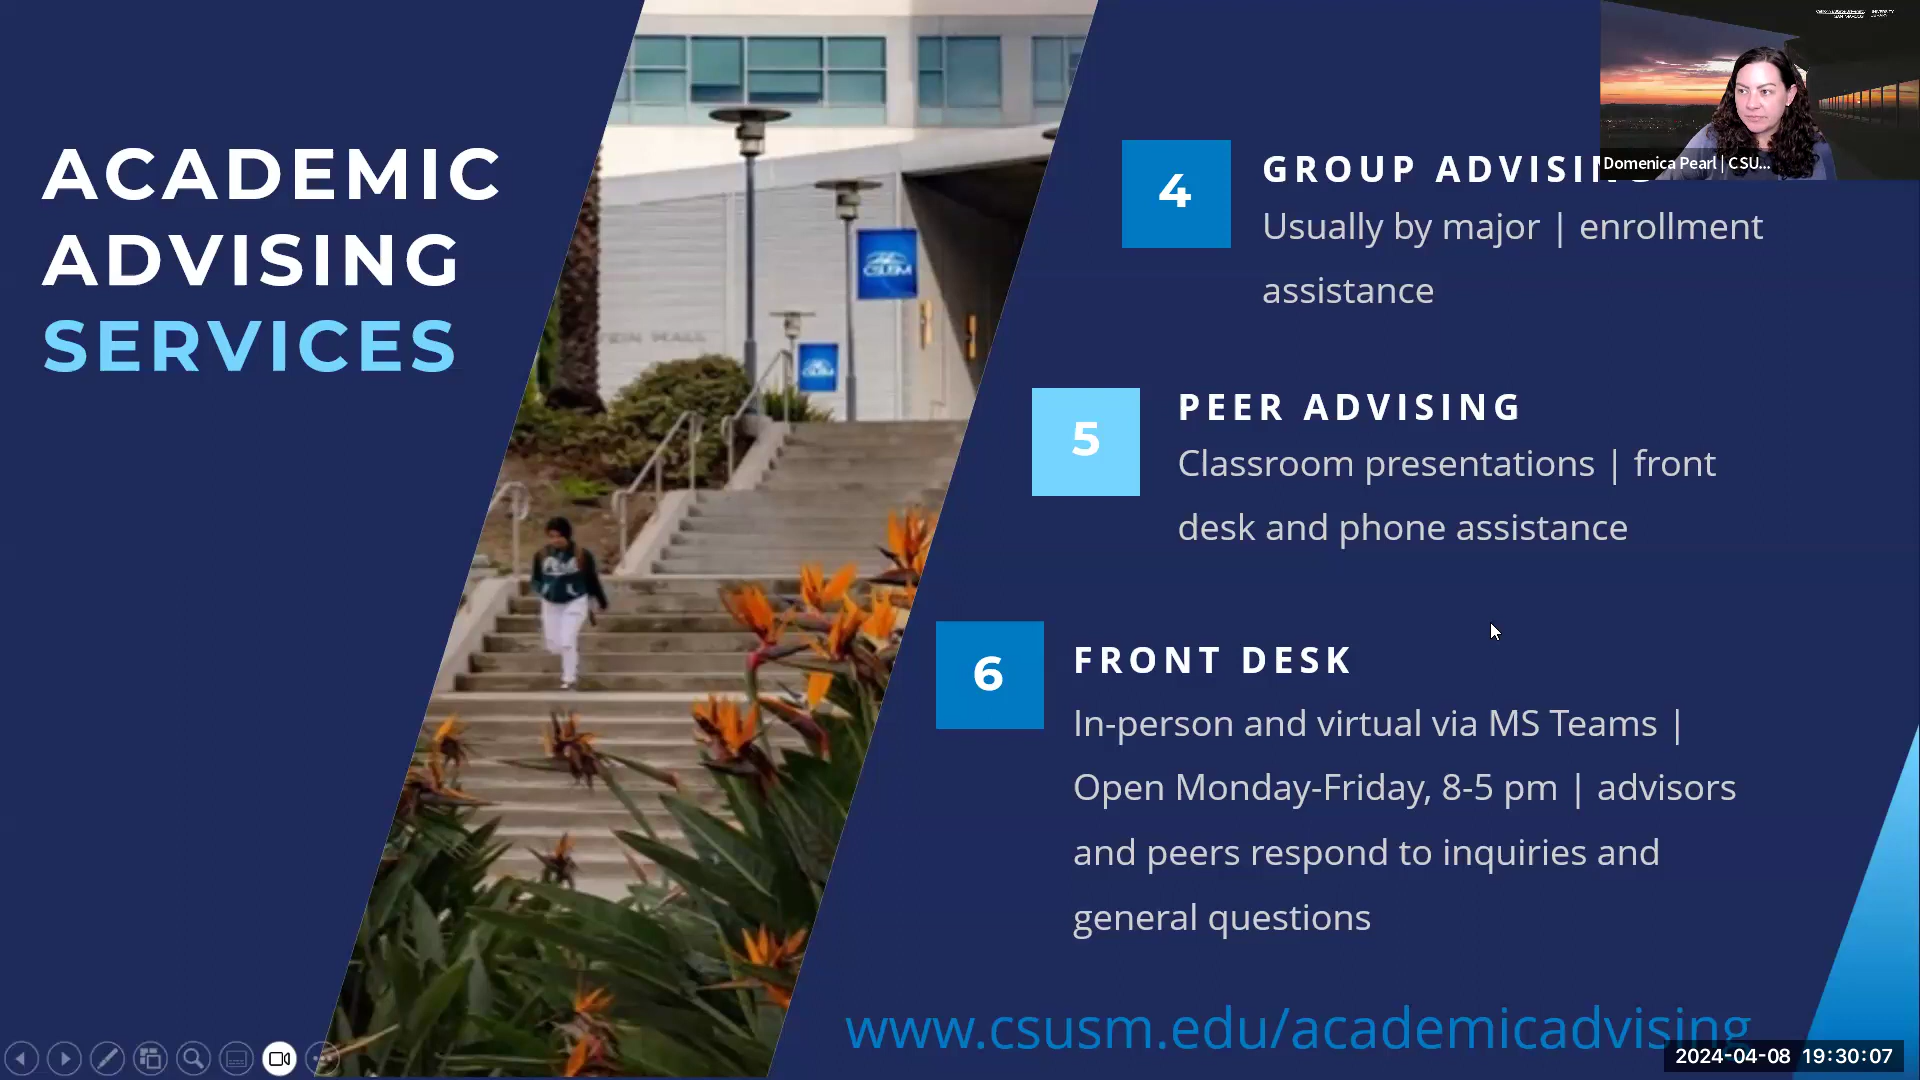 ACADEMIC
ADVISING
SERVICES
CSUSM
CSUSM
4
GROUP ADVISING
Usually by major | enrollment
assistance
5
PEER ADVISING
Classroom presentations | front
desk and phone assistance
6
FRONT DESK
In-person and virtual via MS Teams |
Open Monday-Friday, 8-5 pm | advisors
and peers respond to inquiries and
general questions
www.csusm.edu/academicadvising
Domenica Pearl | CSU...
2024-04-08 19:30:07